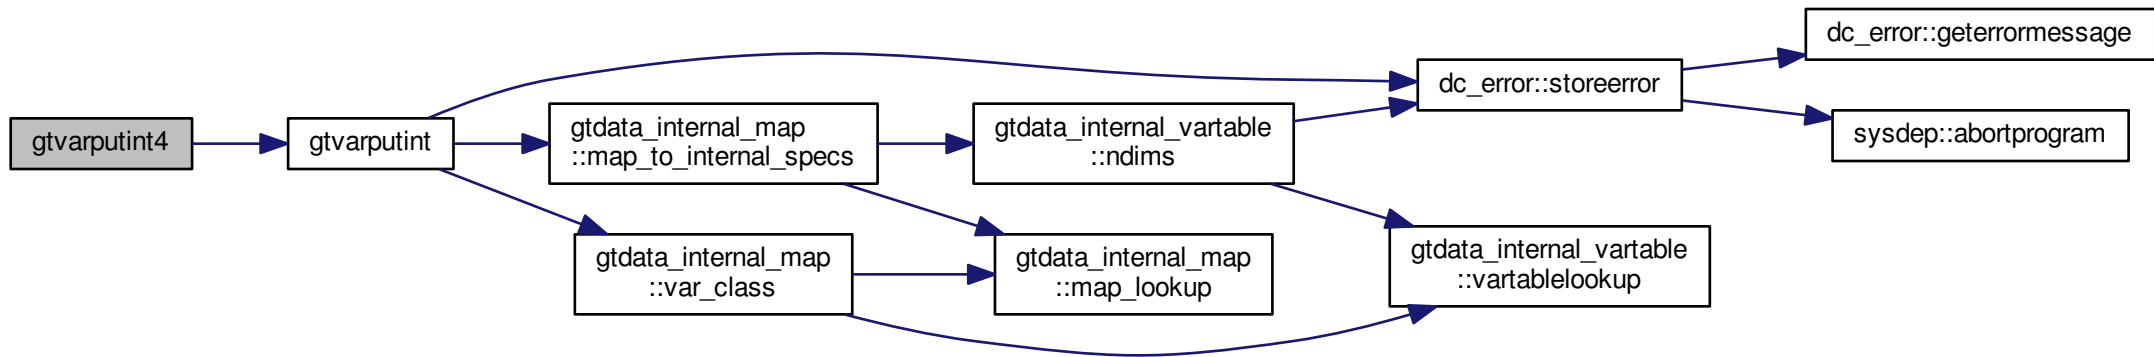 gtvarputint4
gtvarputint
gtdata_internal_map
::map_to_internal_specs
gtdata_internal_map
::var_class
gtdata_internal_vartable
::ndims
gtdata_internal_map
::map_lookup
dc_error::storeerror
gtdata_internal_vartable
::vartablelookup
dc_error::geterrormessage
sysdep::abortprogram